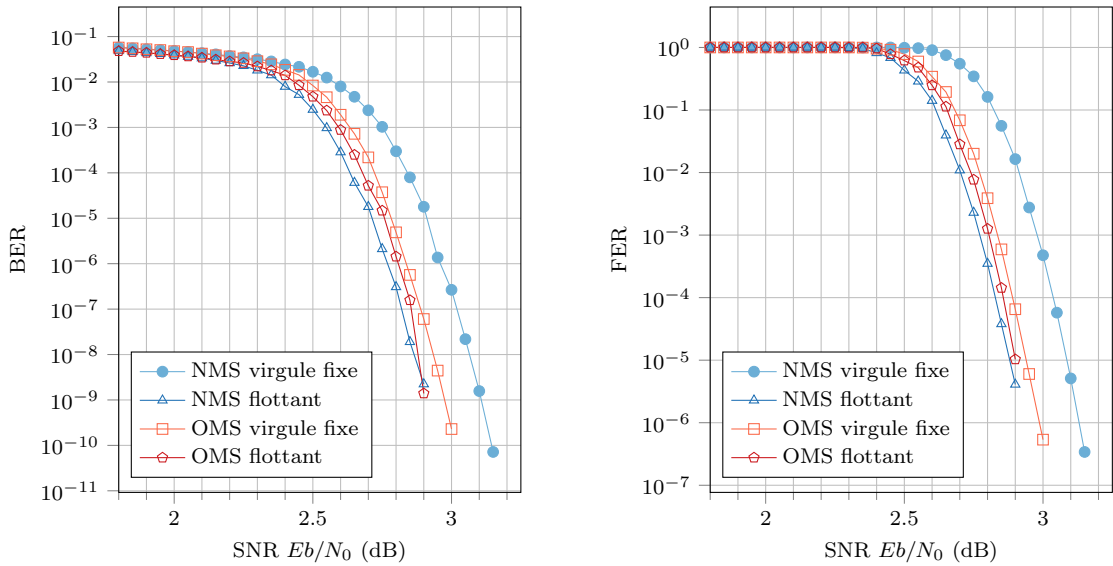 BER
10⁻¹
10⁻²
10⁻³
10⁻⁴
10⁻⁵
10⁻⁶
10⁻⁷
10⁻⁸
10⁻⁹
10⁻¹⁰
10⁻¹¹
NMS virgule fixe
NMS flottant
OMS virgule fixe
OMS flottant
2 2.5 3
SNR Eb/N₀ (dB)
FER
10⁰
10⁻¹
10⁻²
10⁻³
10⁻⁴
10⁻⁵
10⁻⁶
10⁻⁷
NMS virgule fixe
NMS flottant
OMS virgule fixe
OMS flottant
2 2.5 3
SNR Eb/N₀ (dB)